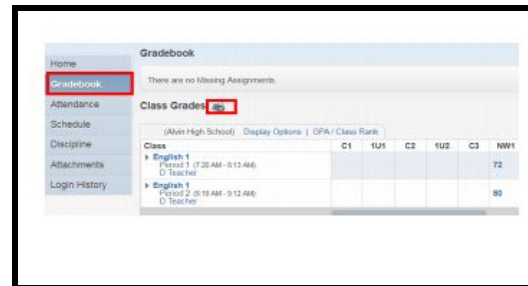 Gradebook
Home
Gradebook
There are no Missing Assignments.
Attendance
Class Grades
Schedule
(Alvin High School) Display Options | GPA / Class Rank
Discipline
Class C1 1U1 C2 1U2 C3 NW1
English 1
Period 1 (7:20 AM - 8:13 AM) 72
Attachments
D Teacher
Login History
English 1
Period 2 (8:19 AM - 9:12 AM) 80
D Teacher